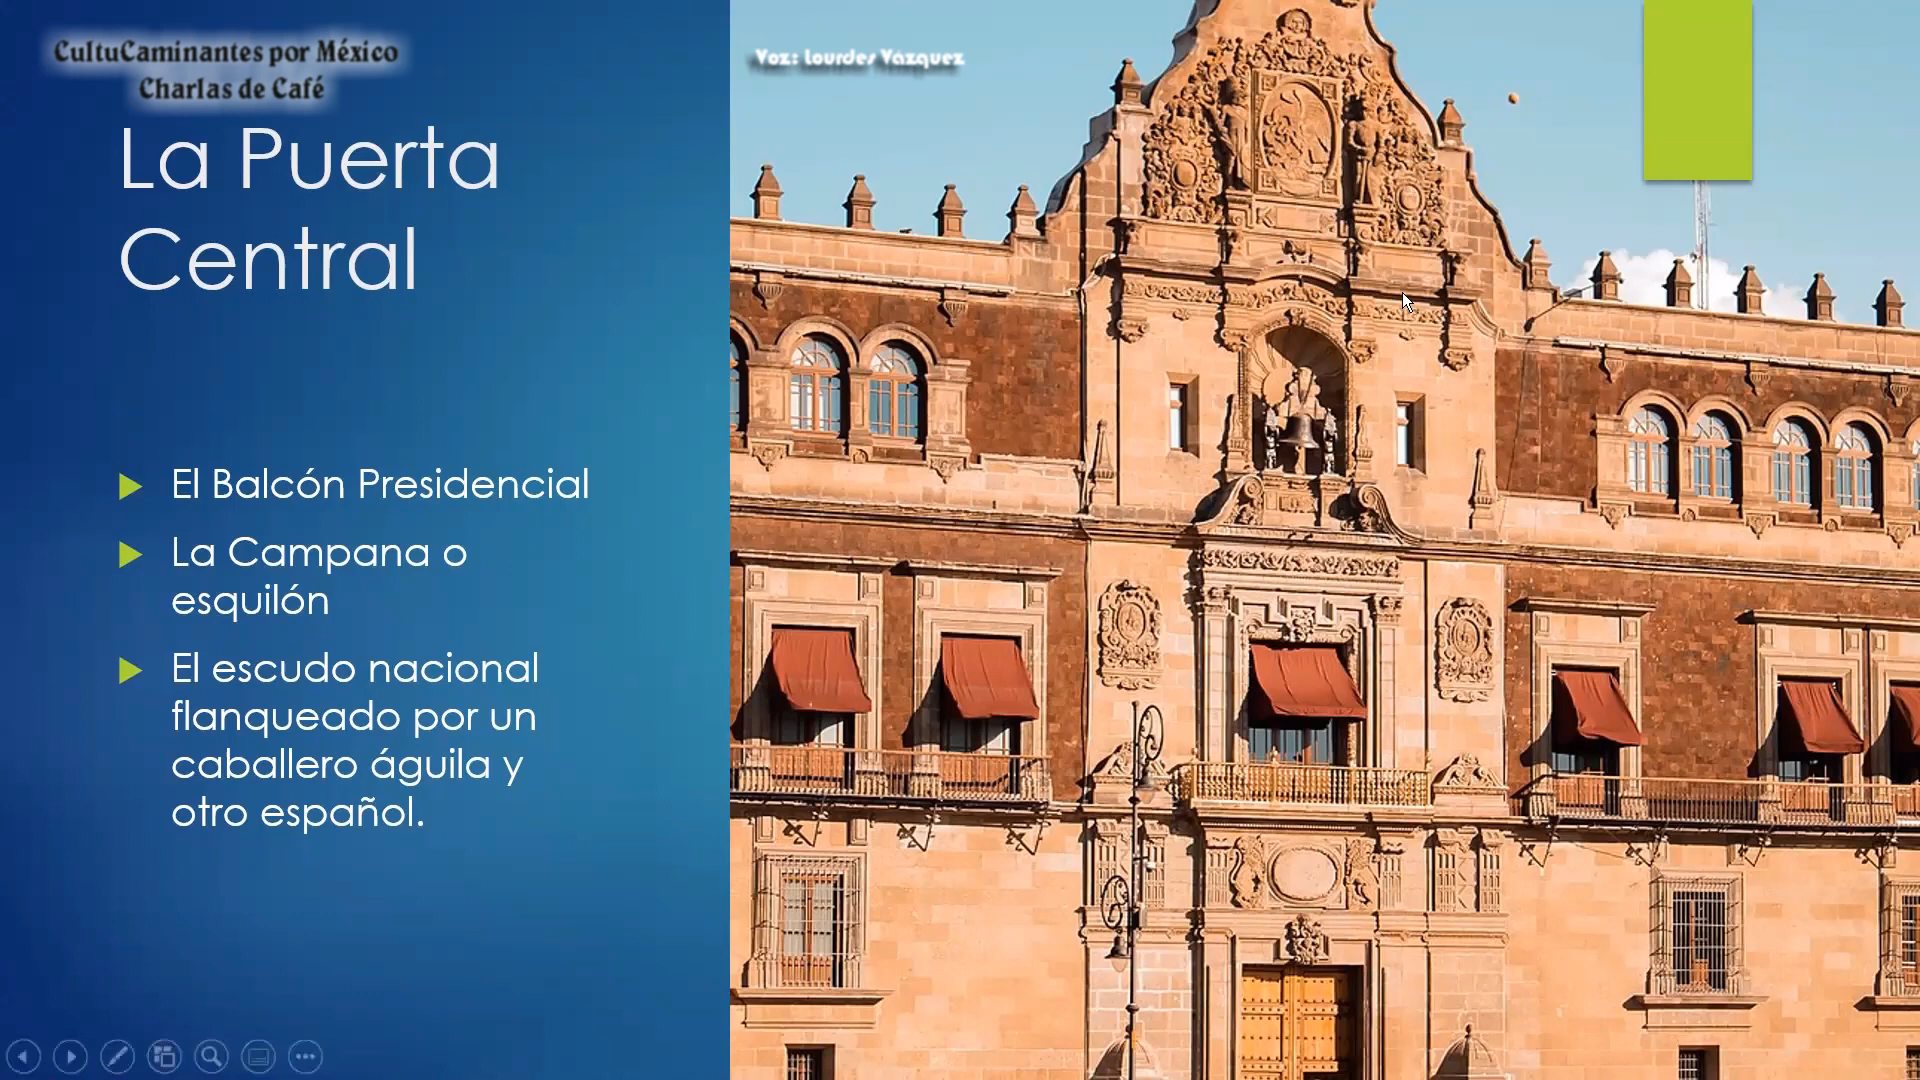 CultuCaminantes por México
Charlas de Café
La Puerta
Central
El Balcón Presidencial
La Campana o
esquilón
El escudo nacional
flanqueado por un
caballero águila y
otro español.
Voz: Lourdes Vázquez